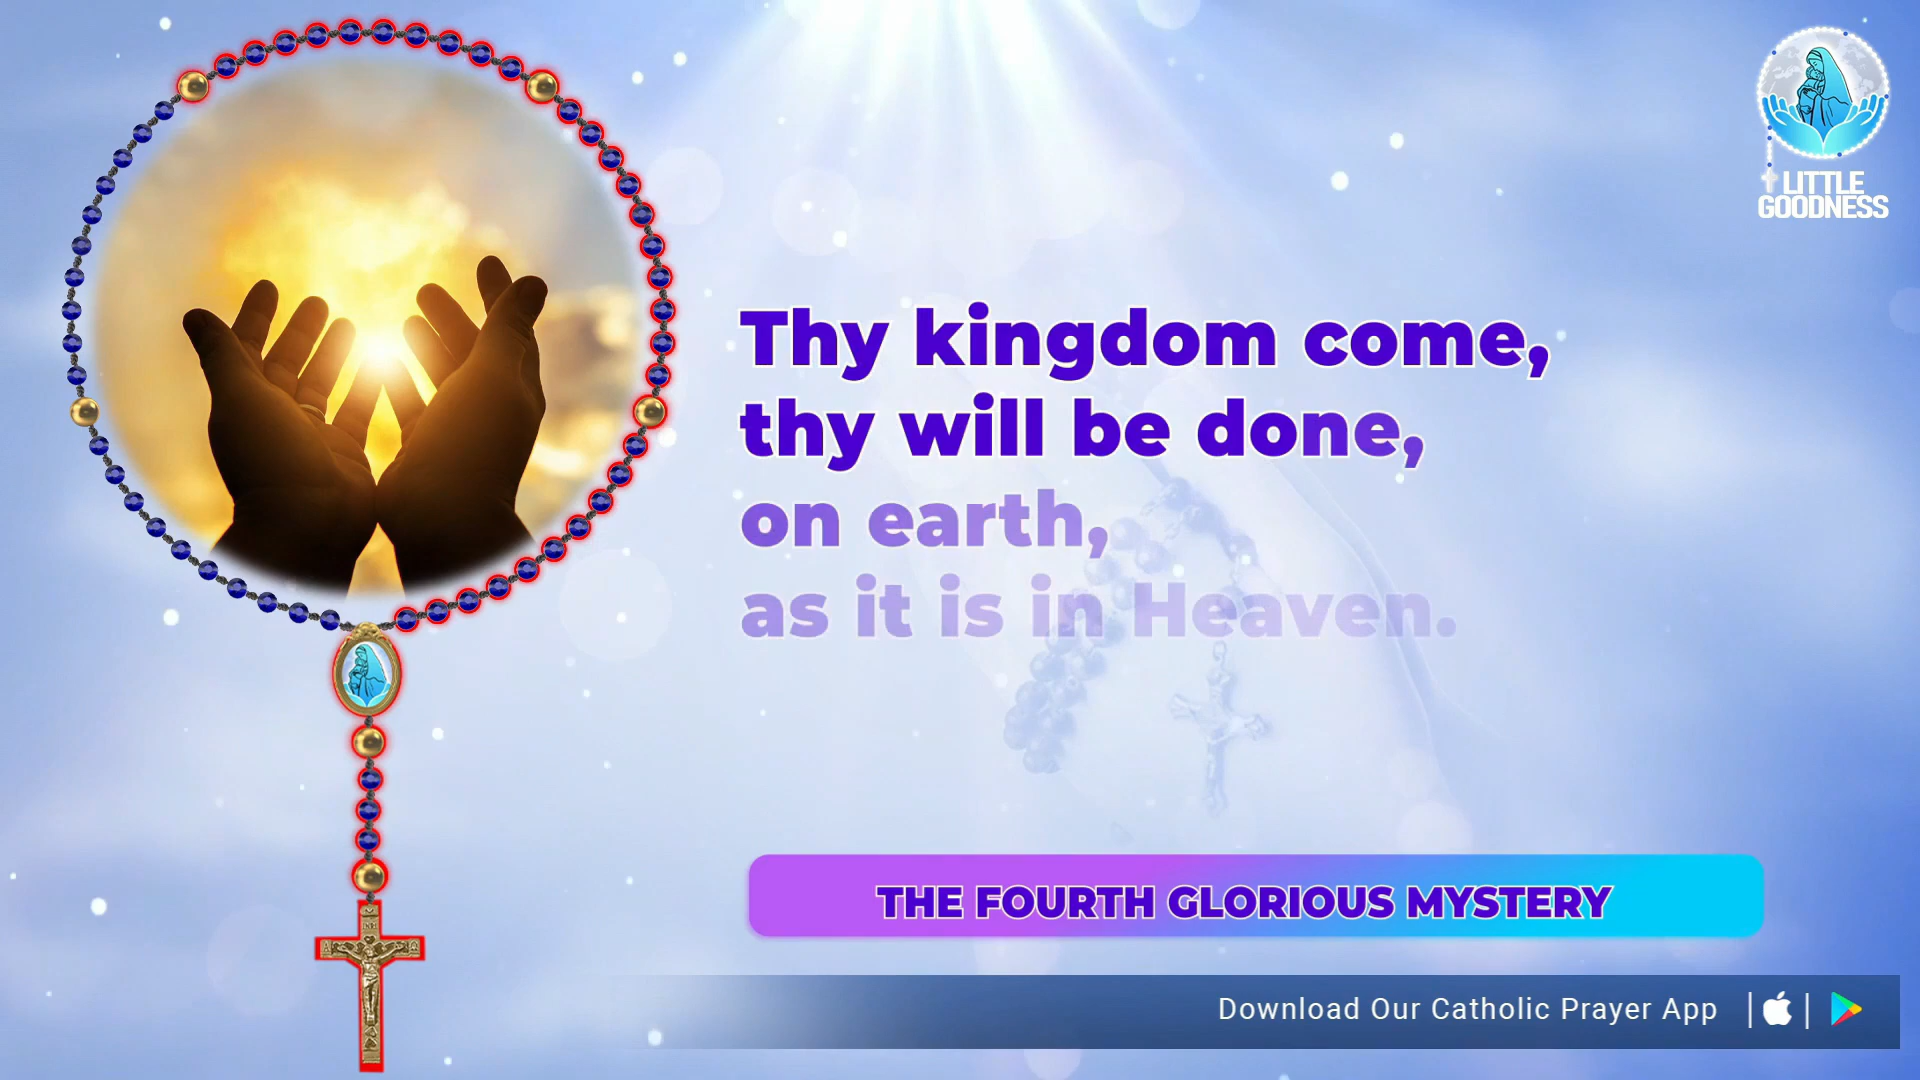 LITTLE
GOODNESS
Thy kingdom come,
thy will be done,
on earth,
as it is in Heaven.
THE FOURTH GLORIOUS MYSTERY
Download Our Catholic Prayer App